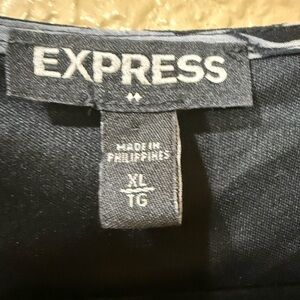 EXPRESS
MADE IN
PHILIPPINES
XL
TG